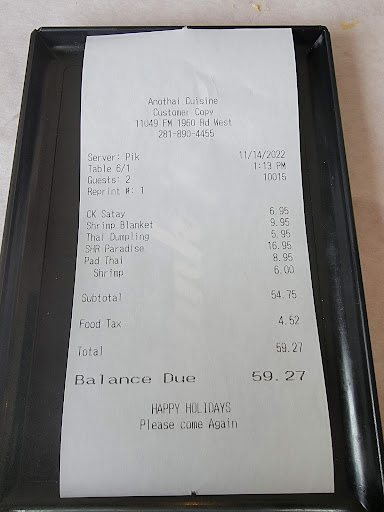 Anothai Cuisine
Customer Copy
11049 FM 1960 Rd West
281-890-4455
Server: Pik 11/14/2022
Table 6/1 1:13 PM
Guests: 2 10015
Reprint #: 1
CK Satay 6.95
Shrimp Blanket 9.95
Thai Dumpling 5.95
SHR Paradise 16.95
Pad Thai 8.95
Shrimp 6.00
Subtotal 54.75
Food Tax 4.52
Total 59.27
Balance Due 59.27
HAPPY HOLIDAYS
Please come Again